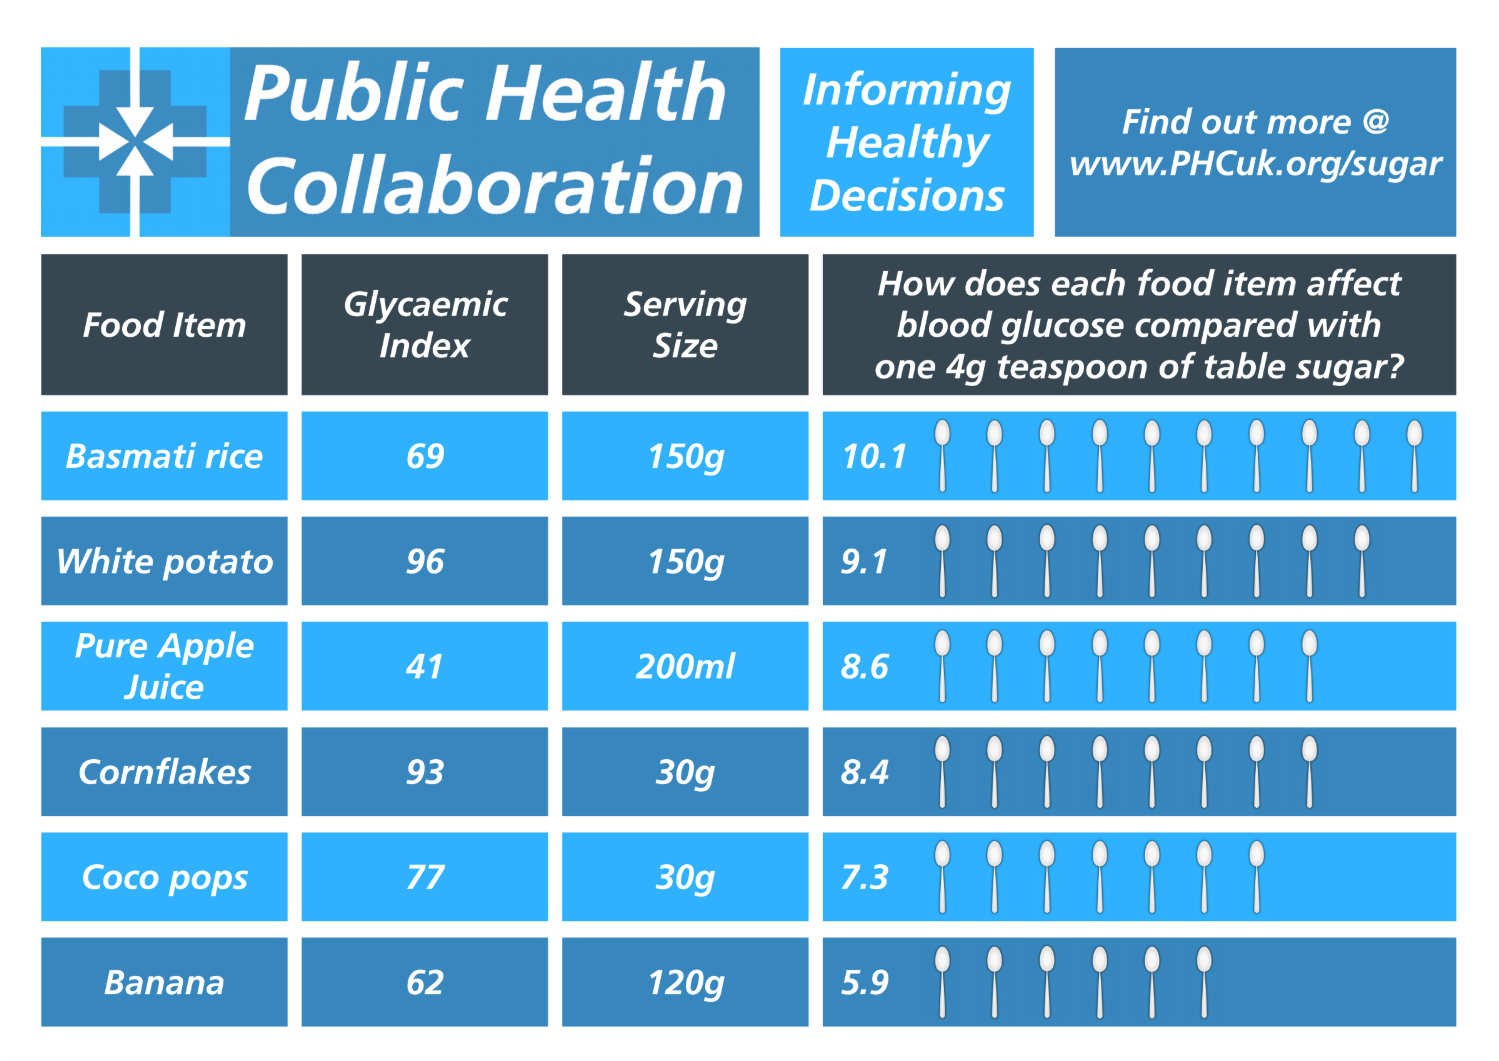 Public Health
Collaboration
Informing
Healthy
Decisions
Find out more @
www.PHCuk.org/sugar
Food Item
Glycaemic
Index
Serving
Size
How does each food item affect
blood glucose compared with
one 4g teaspoon of table sugar?
Basmati rice 69 150g 10.1
White potato 96 150g 9.1
Pure Apple
Juice
41 200ml 8.6
Cornflakes 93 30g 8.4
Coco pops 77 30g 7.3
Banana 62 120g 5.9